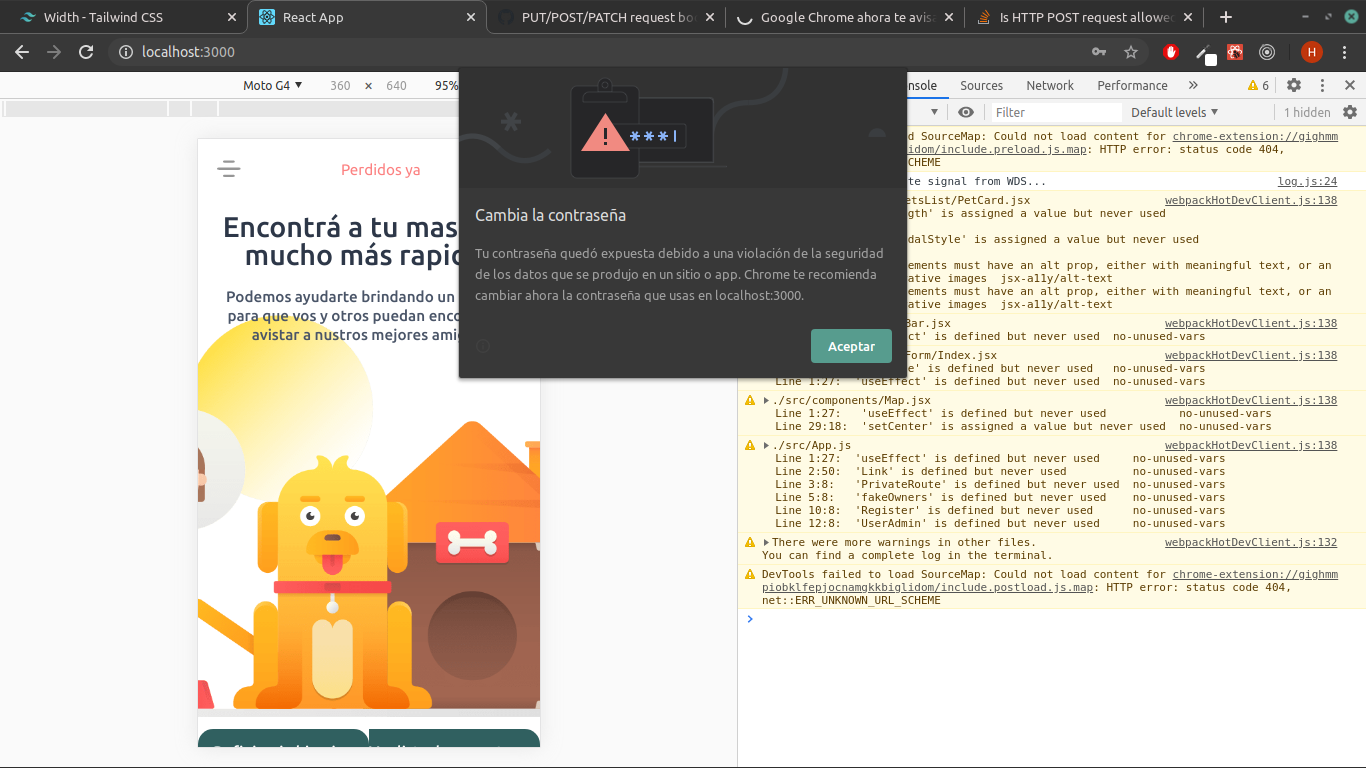 Width - Tailwind CSS
React App
PUT/POST/PATCH request bo
Google Chrome ahora te avisa
Is HTTP POST request allowed
localhost:3000
H
Moto G4
360 × 640
95%
onsole
Sources
Network
Performance
6
Filter
Default levels
1 hidden
Perdidos ya
Encontrá a tu mas
mucho más rapic
Podemos ayudarte brindando un
para que vos y otros puedan enco
avistar a nustros mejores amig
Cambia la contraseña
Tu contraseña quedó expuesta debido a una violación de la seguridad
de los datos que se produjo en un sitio o app. Chrome te recomienda
cambiar ahora la contraseña que usas en localhost:3000.
Aceptar
d SourceMap: Could not load content for chrome-extension://gighmm
glidom/include.preload.js.map: HTTP error: status code 404,
CHEME
te signal from WDS... log.js:24
etsList/PetCard.jsx webpackHotDevClient.js:138
gth' is assigned a value but never used
dalStyle' is assigned a value but never used
ements must have an alt prop, either with meaningful text, or an
ative images jsx-a11y/alt-text
ements must have an alt prop, either with meaningful text, or an
ative images jsx-a11y/alt-text
Bar.jsx webpackHotDevClient.js:138
ct' is defined but never used no-unused-vars
Form/Index.jsx webpackHotDevClient.js:138
e' is defined but never used no-unused-vars
Line 1:27: 'useEffect' is defined but never used no-unused-vars
./src/components/Map.jsx webpackHotDevClient.js:138
Line 1:27: 'useEffect' is defined but never used no-unused-vars
Line 29:18: 'setCenter' is assigned a value but never used no-unused-vars
./src/App.js webpackHotDevClient.js:138
Line 1:27: 'useEffect' is defined but never used no-unused-vars
Line 2:50: 'Link' is defined but never used no-unused-vars
Line 3:8: 'PrivateRoute' is defined but never used no-unused-vars
Line 5:8: 'fakeOwners' is defined but never used no-unused-vars
Line 10:8: 'Register' is defined but never used no-unused-vars
Line 12:8: 'UserAdmin' is defined but never used no-unused-vars
There were more warnings in other files. webpackHotDevClient.js:132
You can find a complete log in the terminal.
DevTools failed to load SourceMap: Could not load content for chrome-extension://gighmm
piobklfepjocnamgkkbiglidom/include.postload.js.map: HTTP error: status code 404,
net::ERR_UNKNOWN_URL_SCHEME